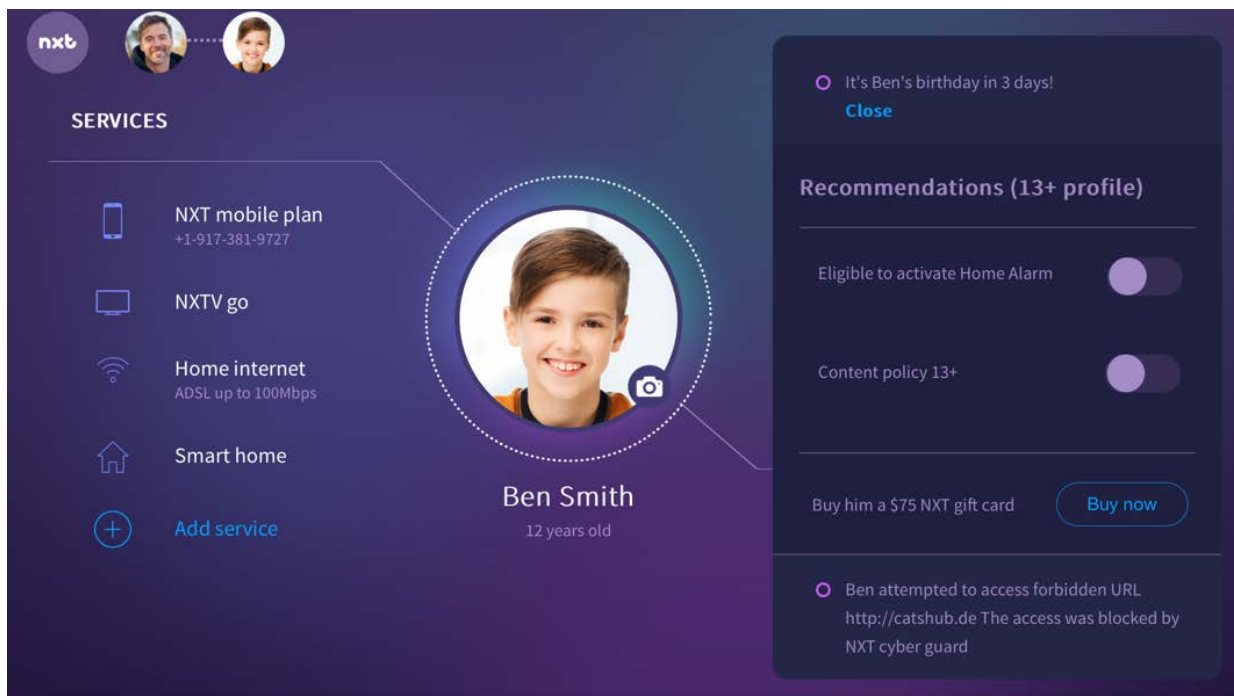 nxt
SERVICES
NXT mobile plan
+1-917-381-9727
NXTV go
Home internet
ADSL up to 100Mbps
Smart home
Add service
Ben Smith
12 years old
It's Ben's birthday in 3 days!
Close
Recommendations (13+ profile)
Eligible to activate Home Alarm
Content policy 13+
Buy him a $75 NXT gift card
Buy now
Ben attempted to access forbidden URL
http://catshub.de The access was blocked by
NXT cyber guard